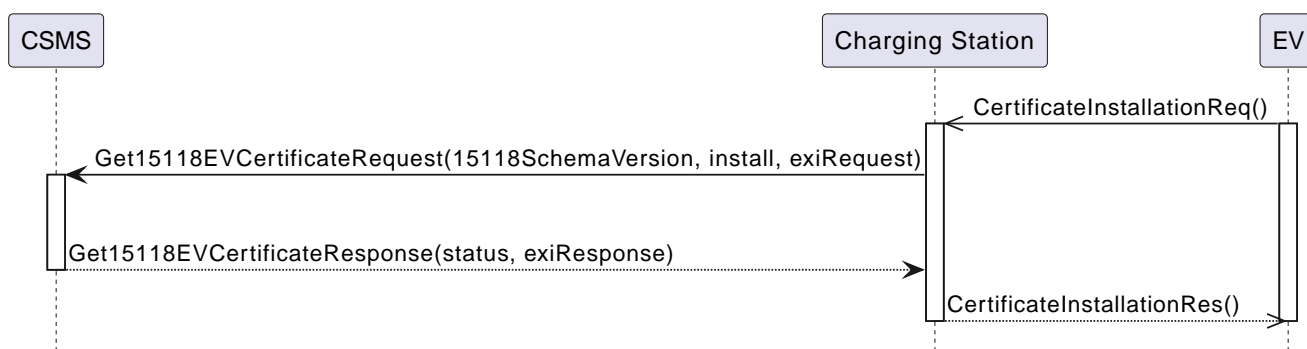 CSMS
Charging Station
EV
CertificateInstallationReq()
Get15118EVCertificateRequest(15118SchemaVersion, install, exiRequest)
Get15118EVCertificateResponse(status, exiResponse)
CertificateInstallationRes()